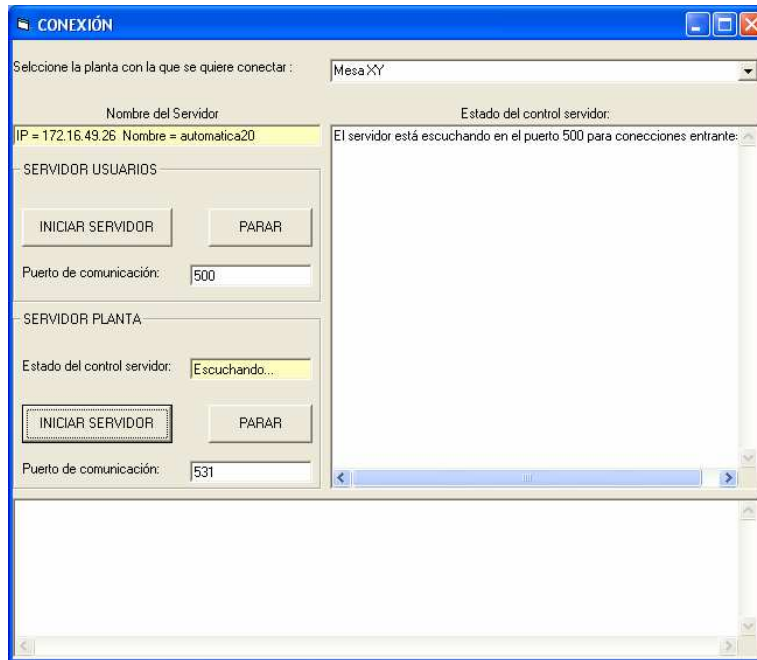 CONEXIÓN
Selccione la planta con la que se quiere conectar :
Mesa XY
Nombre del Servidor
Estado del control servidor:
IP = 172.16.49.26 Nombre = automatica20
El servidor está escuchando en el puerto 500 para conecciones entrantes
SERVIDOR USUARIOS
INICIAR SERVIDOR
PARAR
Puerto de comunicación:
500
SERVIDOR PLANTA
Estado del control servidor:
Escuchando...
INICIAR SERVIDOR
PARAR
Puerto de comunicación:
531